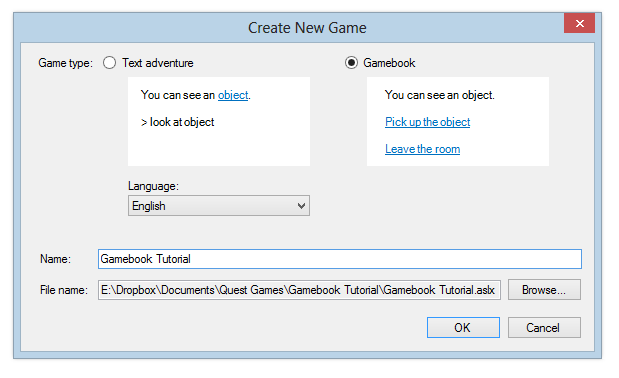 Create New Game
Game type: Text adventure Gamebook
You can see an object. You can see an object.
> look at object Pick up the object
Leave the room
Language:
English
Name: Gamebook Tutorial
File name: E:\Dropbox\Documents\Quest Games\Gamebook Tutorial\Gamebook Tutorial.aslx Browse...
OK Cancel